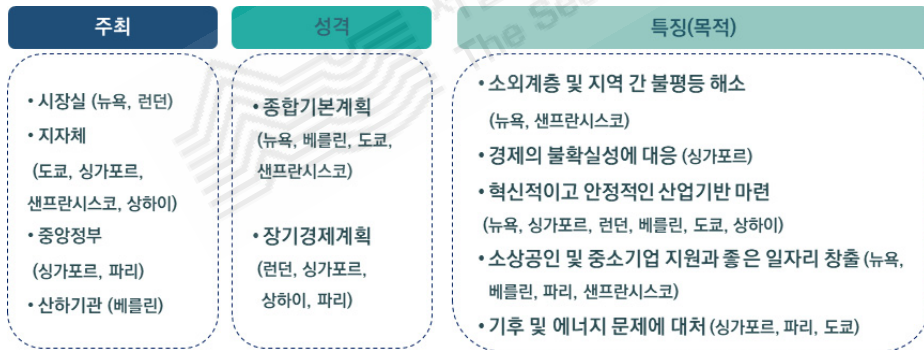 주최
성격
특징(목적)
• 시장실 (뉴욕, 런던)
• 지자체
(도쿄, 싱가포르,
샌프란시스코, 상하이)
• 중앙정부
(싱가포르, 파리)
• 산하기관 (베를린)
• 종합기본계획
(뉴욕, 베를린, 도쿄,
샌프란시스코)
• 장기경제계획
(런던, 싱가포르,
상하이, 파리)
• 소외계층 및 지역 간 불평등 해소
(뉴욕, 샌프란시스코)
• 경제의 불확실성에 대응 (싱가포르)
• 혁신적이고 안정적인 산업기반 마련
(뉴욕, 싱가포르, 런던, 베를린, 도쿄, 상하이)
• 소상공인 및 중소기업 지원과 좋은 일자리 창출 (뉴욕,
베를린, 파리, 샌프란시스코)
• 기후 및 에너지 문제에 대처 (싱가포르, 파리, 도쿄)
The